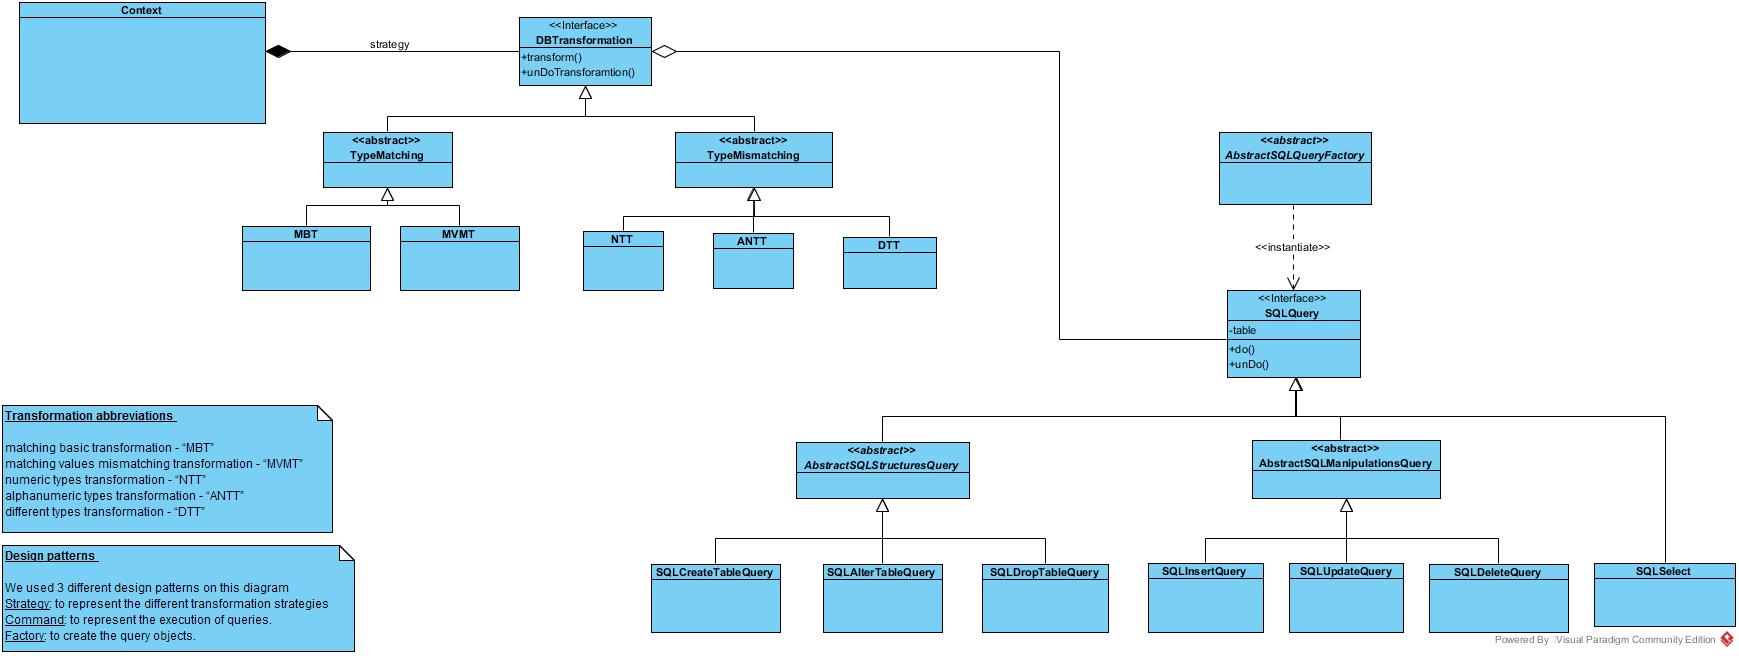 Context
strategy
<<Interface>>
DBTransformation
+transform()
+unDoTransforamtion()
<<abstract>>
TypeMatching
<<abstract>>
TypeMismatching
<<abstract>>
AbstractSQLQueryFactory
MBT
MVMT
NTT
ANTT
DTT
<<instantiate>>
<<Interface>>
SQLQuery
-table
+do()
+unDo()
Transformation abbreviations
matching basic transformation - “MBT”
matching values mismatching transformation - “MVMT”
numeric types transformation - “NTT”
alphanumeric types transformation - “ANTT”
different types transformation - “DTT”
<<abstract>>
AbstractSQLStructuresQuery
<<abstract>>
AbstractSQLManipulationsQuery
Design patterns
We used 3 different design patterns on this diagram
Strategy: to represent the different transformation strategies
Command: to represent the execution of queries.
Factory: to create the query objects.
SQLCreateTableQuery
SQLAlterTableQuery
SQLDropTableQuery
SQLInsertQuery
SQLUpdateQuery
SQLDeleteQuery
SQLSelect
Powered By Visual Paradigm Community Edition